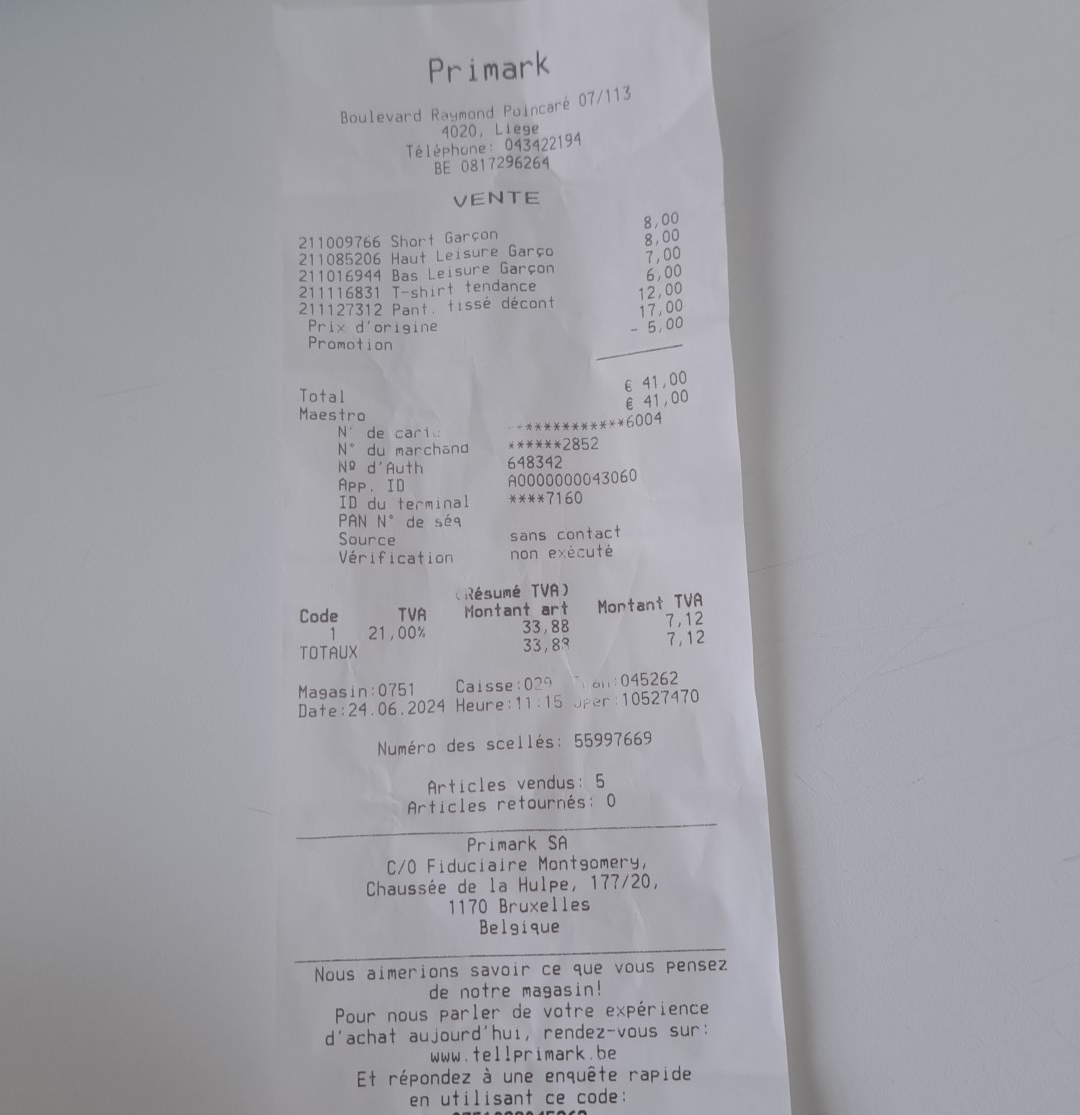 Primark
Boulevard Raymond Poincaré 07/113
4020, Liege
Téléphone: 043422194
BE 0817296264
VENTE
211009766 Short Garçon 8,00
211085206 Haut Leisure Garço 8,00
211016944 Bas Leisure Garçon 7,00
211116831 T-shirt tendance 6,00
211127312 Pant. tissé décont 12,00
Prix d'origine 17,00
Promotion - 5,00
Total € 41,00
Maestro € 41,00
N° de ***********6004
N° du marchand ******2852
Nº d'Auth 648342
App. ID A0000000043060
ID du terminal ****7160
PAN N° de séq
Source sans contact
Vérification non exécuté
(Résumé TVA)
Code TVA Montant art Montant TVA
1 21,00% 33,88 7,12
TOTAUX 33,88 7,12
Magasin:0751 Caisse:029 :045262
Date:24.06.2024 Heure:11:15 Oper:10527470
Numéro des scellés: 55997669
Articles vendus: 5
Articles retournés: 0
Primark SA
C/O Fiduciaire Montgomery,
Chaussée de la Hulpe, 177/20,
1170 Bruxelles
Belgique
Nous aimerions savoir ce que vous pensez
de notre magasin!
Pour nous parler de votre expérience
d'achat aujourd'hui, rendez-vous sur:
www.tellprimark.be
Et répondez à une enquête rapide
en utilisant ce code: